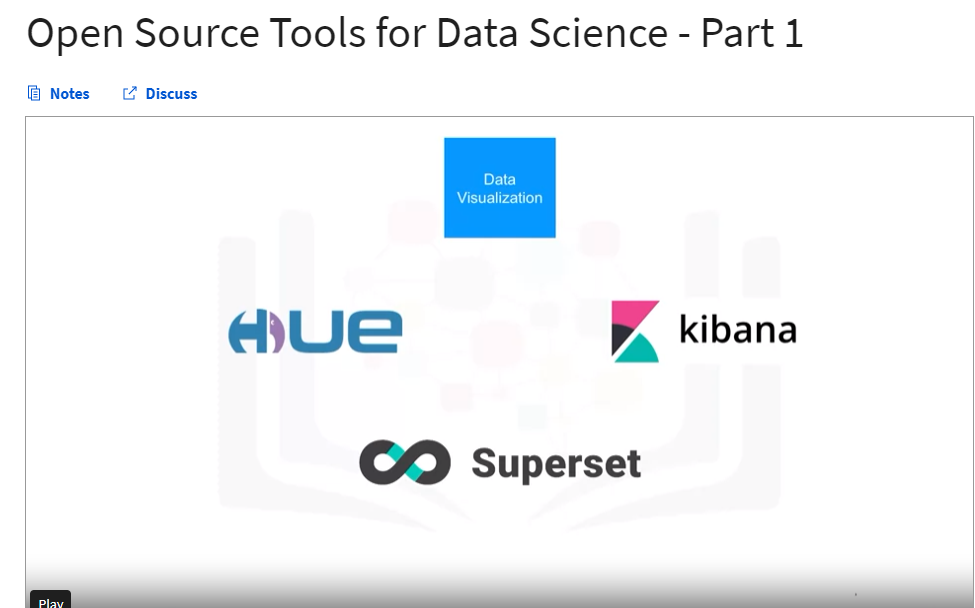 Open Source Tools for Data Science - Part 1
Notes Discuss
Data
Visualization
HUE
kibana
Superset
Play